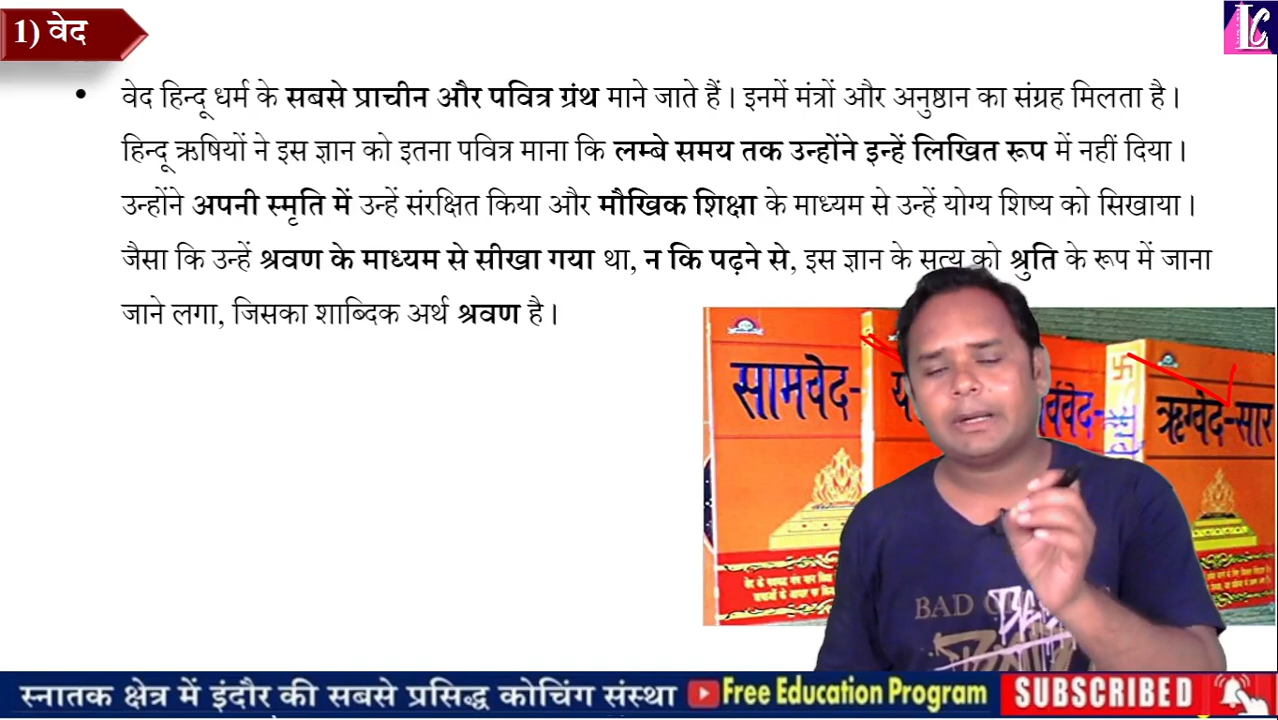 1) वेद
LC
• वेद हिन्दू धर्म के सबसे प्राचीन और पवित्र ग्रंथ माने जाते हैं। इनमें मंत्रों और अनुष्ठान का संग्रह मिलता है।
हिन्दू ऋषियों ने इस ज्ञान को इतना पवित्र माना कि लम्बे समय तक उन्होंने इन्हें लिखित रूप में नहीं दिया।
उन्होंने अपनी स्मृति में उन्हें संरक्षित किया और मौखिक शिक्षा के माध्यम से उन्हें योग्य शिष्य को सिखाया।
जैसा कि उन्हें श्रवण के माध्यम से सीखा गया था, न कि पढ़ने से, इस ज्ञान के सत्य को श्रुति के रूप में जाना
जाने लगा, जिसका शाब्दिक अर्थ श्रवण है।
सामवेद-
ऋग्वेद-सार
BAD
स्नातक क्षेत्र में इंदौर की सबसे प्रसिद्ध कोचिंग संस्था Free Education Program SUBSCRIBED